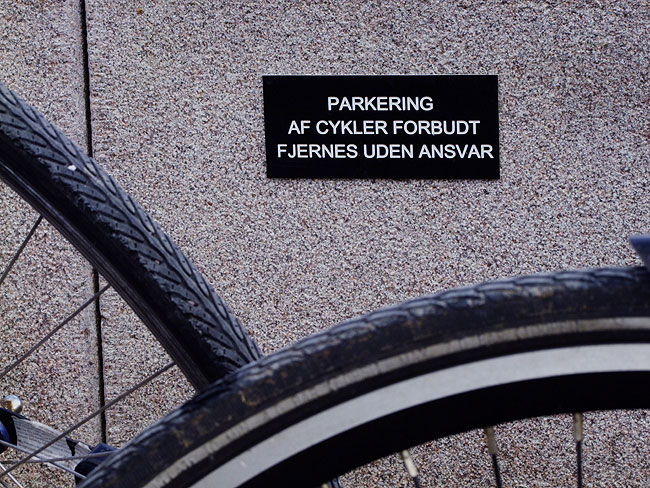 PARKERING
AF CYKLER FORBUDT
FJERNES UDEN ANSVAR